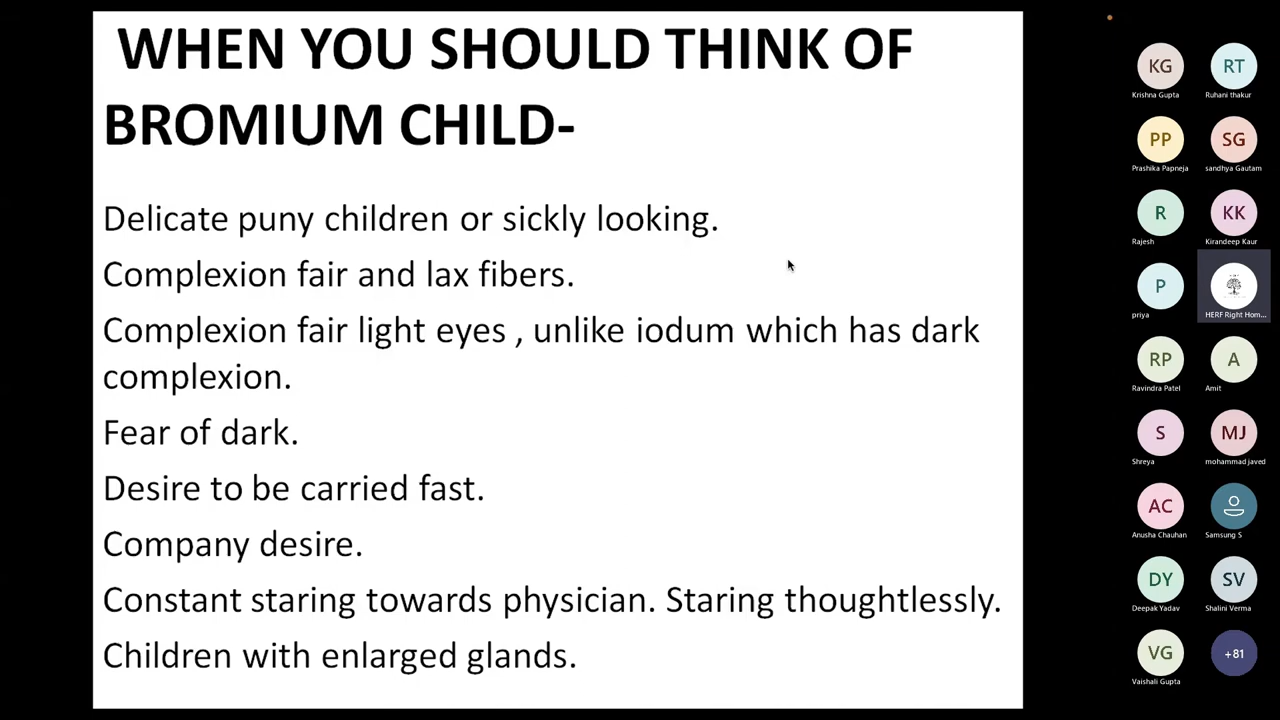 WHEN YOU SHOULD THINK OF
BROMIUM CHILD-
Delicate puny children or sickly looking.
Complexion fair and lax fibers.
Complexion fair light eyes , unlike iodum which has dark
complexion.
Fear of dark.
Desire to be carried fast.
Company desire.
Constant staring towards physician. Staring thoughtlessly.
Children with enlarged glands.
KG
Krishna Gupta
RT
Ruhani thakur
PP
Prashika Papneja
SG
sandhya Gautam
R
Rajesh
KK
Kirandeep Kaur
P
priya
HERF Right Hom...
RP
Ravindra Patel
A
Amit
S
Shreya
MJ
mohammad javed
AC
Anusha Chauhan
Samsung S
DY
Deepak Yadav
SV
Shalini Verma
VG
Vaishali Gupta
+81